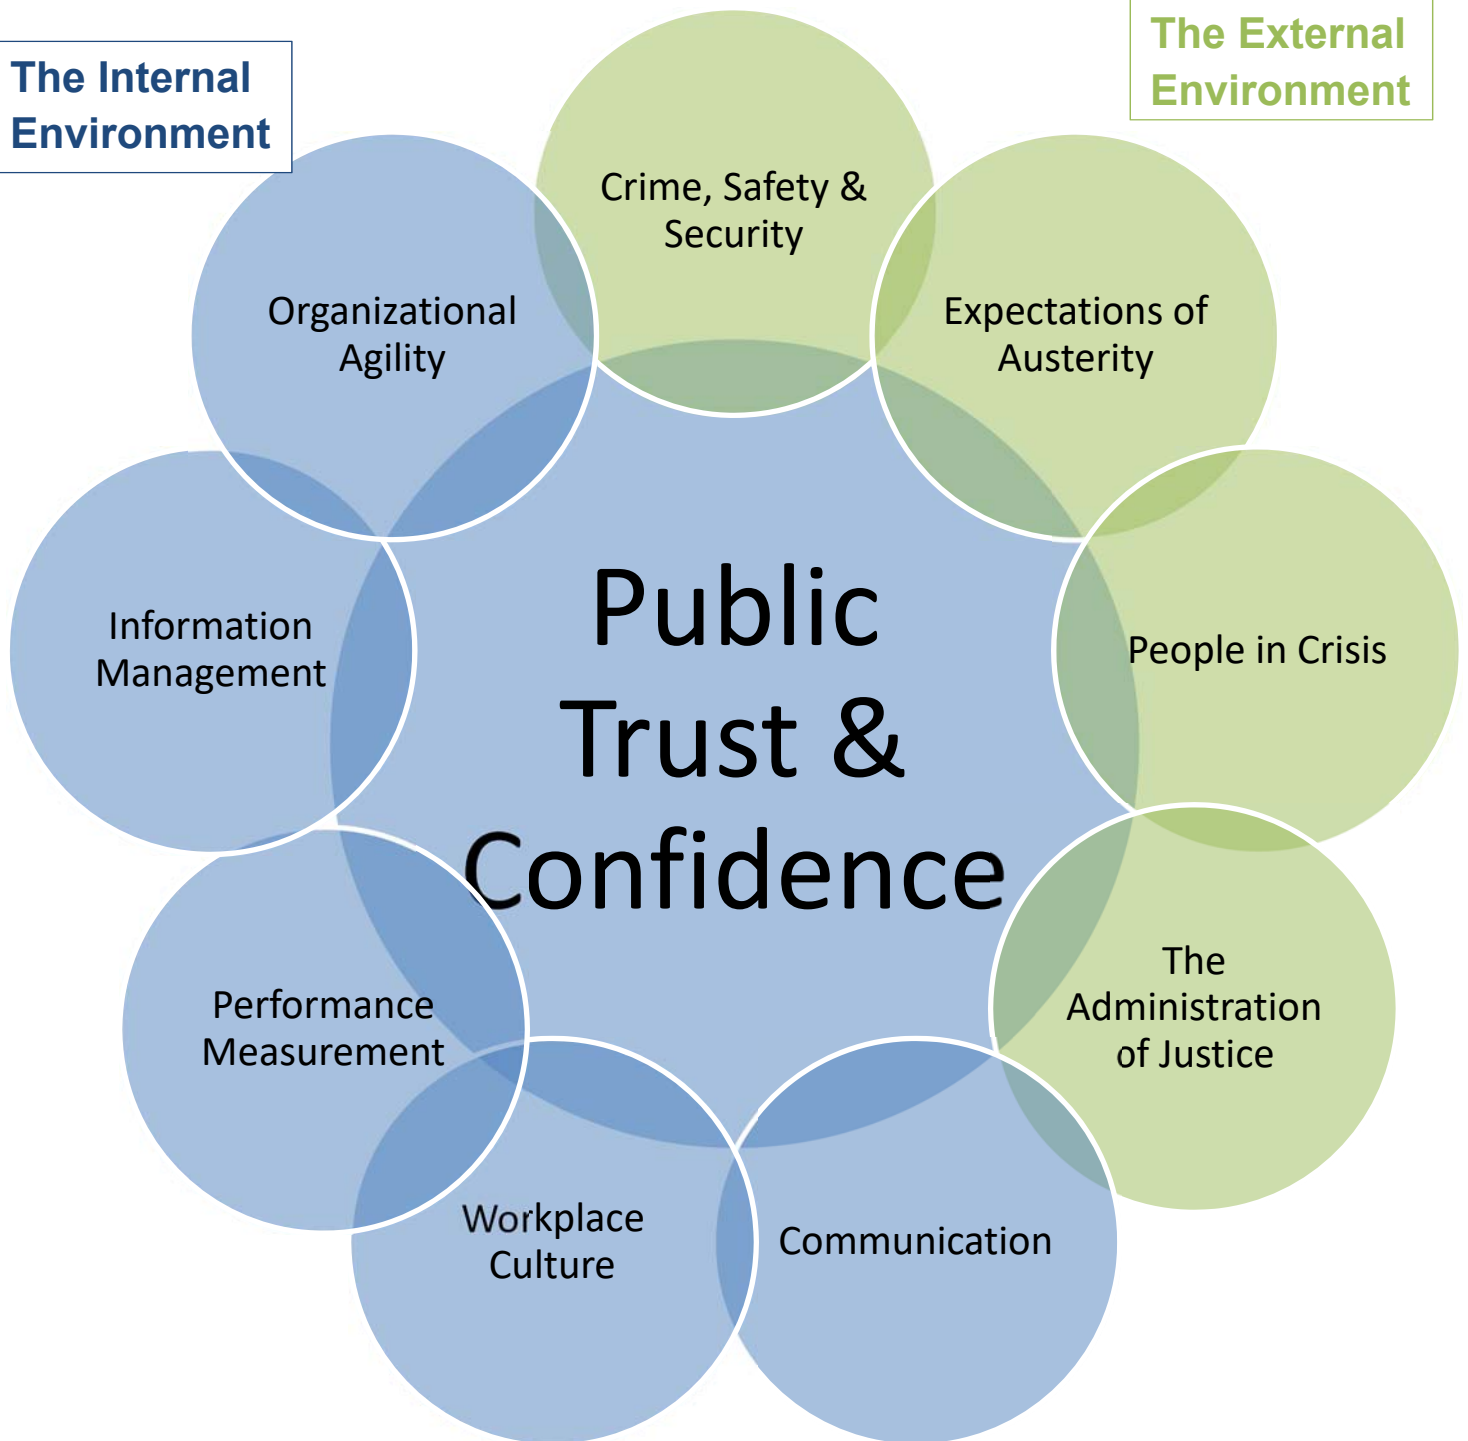 The Internal
Environment
The External
Environment
Crime, Safety &
Security
Organizational
Agility
Expectations of
Austerity
Information
Management
People in Crisis
Public
Trust &
Confidence
Performance
Measurement
The
Administration
of Justice
Workplace
Culture
Communication